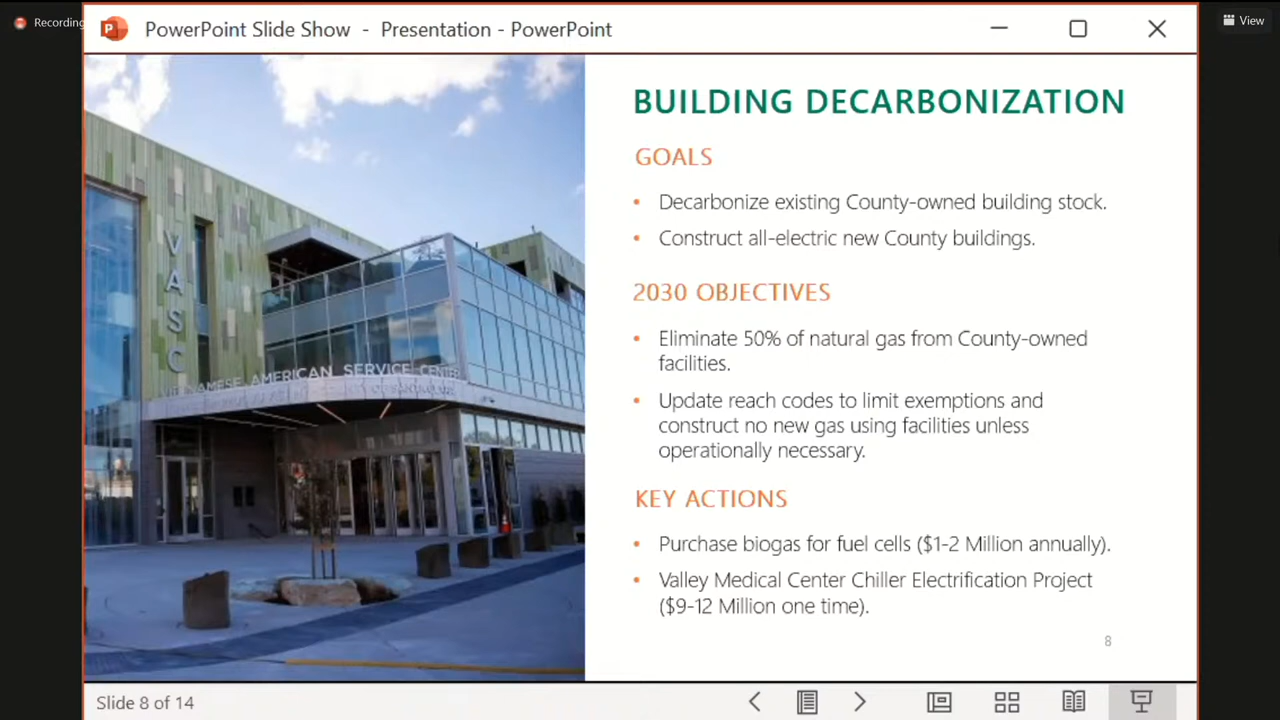 Recording
PowerPoint Slide Show - Presentation - PowerPoint
View
VASC
AMERICAN SERVICE CENTER
BUILDING DECARBONIZATION
GOALS
• Decarbonize existing County-owned building stock.
• Construct all-electric new County buildings.
2030 OBJECTIVES
• Eliminate 50% of natural gas from County-owned
facilities.
• Update reach codes to limit exemptions and
construct no new gas using facilities unless
operationally necessary.
KEY ACTIONS
• Purchase biogas for fuel cells ($1-2 Million annually).
• Valley Medical Center Chiller Electrification Project
($9-12 Million one time).
8
Slide 8 of 14